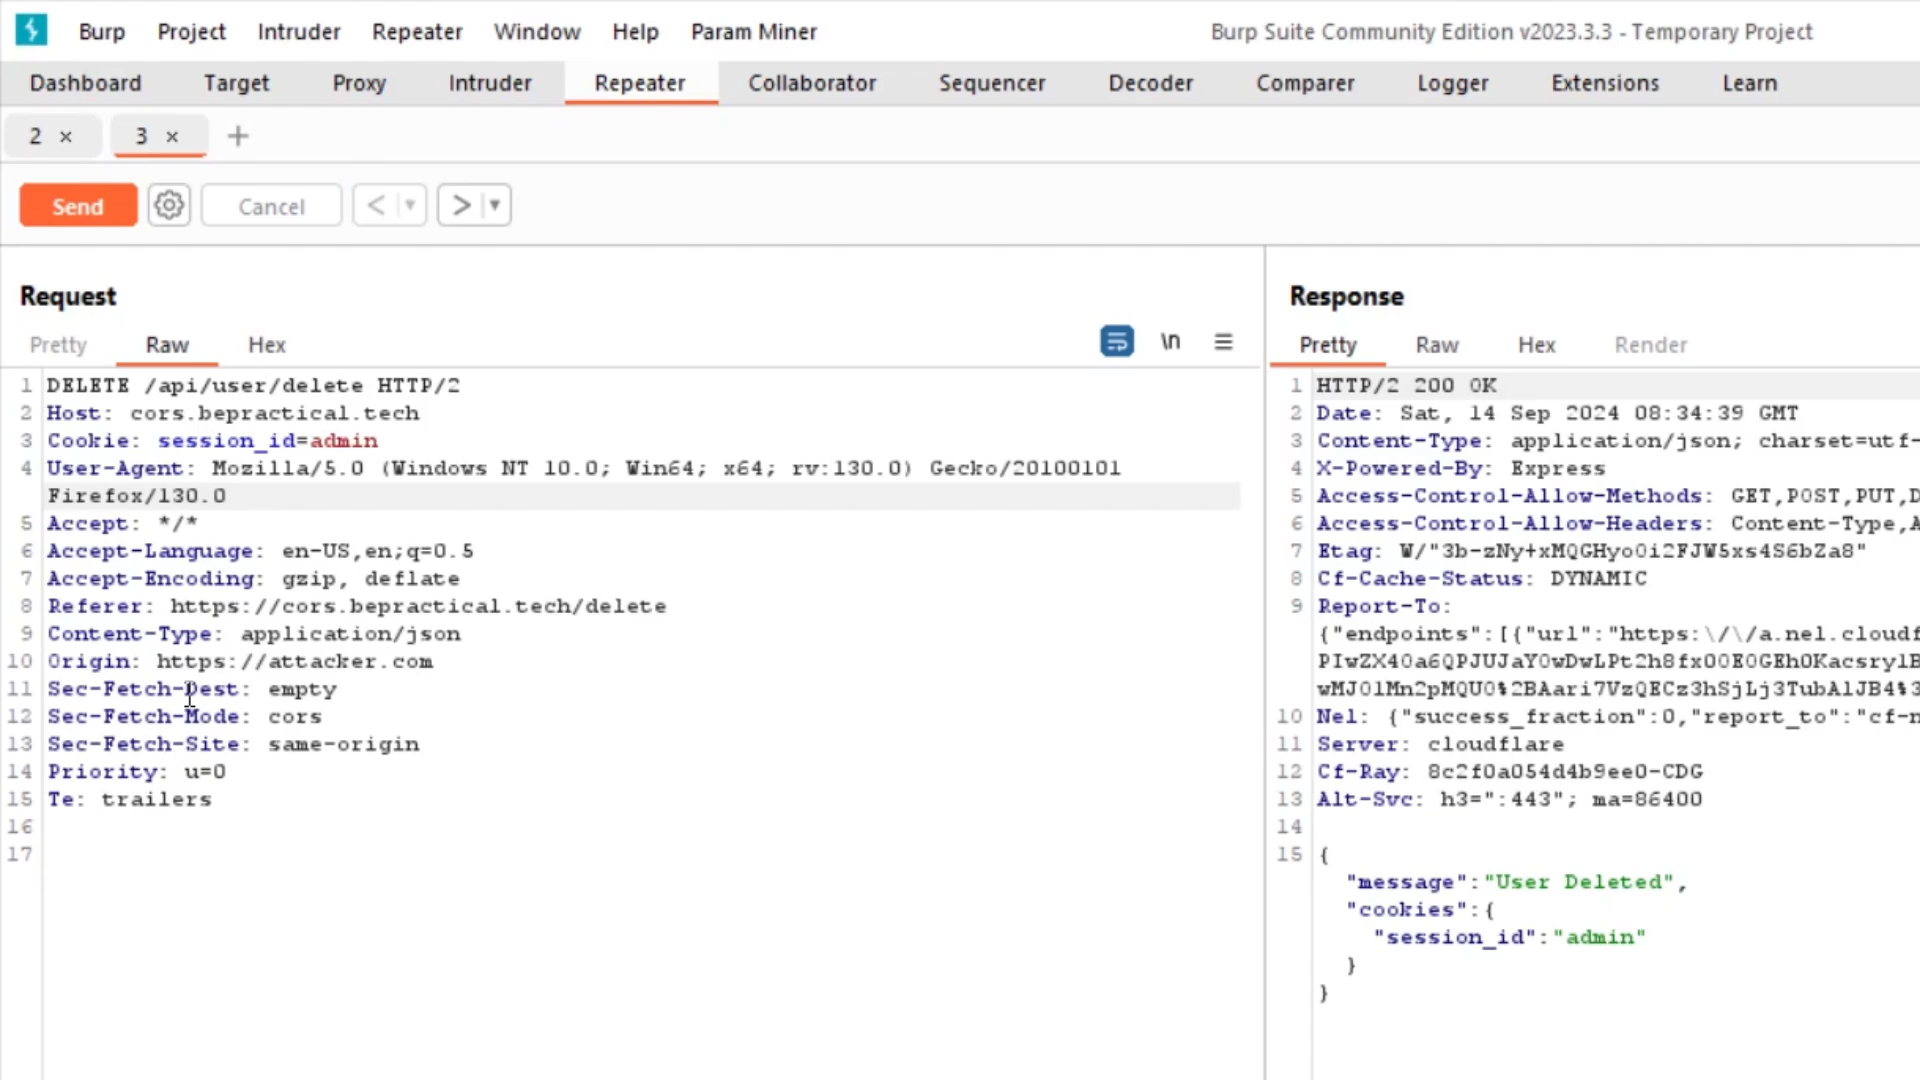 Burp Project Intruder Repeater Window Help Param Miner Burp Suite Community Edition v2023.3.3 - Temporary Project
Dashboard Target Proxy Intruder Repeater Collaborator Sequencer Decoder Comparer Logger Extensions Learn
2 × 3 × +
Send Cancel < >
Request
Pretty Raw Hex \n
1 DELETE /api/user/delete HTTP/2
2 Host: cors.bepractical.tech
3 Cookie: session_id=admin
4 User-Agent: Mozilla/5.0 (Windows NT 10.0; Win64; x64; rv:130.0) Gecko/20100101
Firefox/130.0
5 Accept: */*
6 Accept-Language: en-US,en;q=0.5
7 Accept-Encoding: gzip, deflate
8 Referer: https://cors.bepractical.tech/delete
9 Content-Type: application/json
10 Origin: https://attacker.com
11 Sec-Fetch-Dest: empty
12 Sec-Fetch-Mode: cors
13 Sec-Fetch-Site: same-origin
14 Priority: u=0
15 Te: trailers
16
17
Response
Pretty Raw Hex Render
1 HTTP/2 200 OK
2 Date: Sat, 14 Sep 2024 08:34:39 GMT
3 Content-Type: application/json; charset=utf-
4 X-Powered-By: Express
5 Access-Control-Allow-Methods: GET,POST,PUT,D
6 Access-Control-Allow-Headers: Content-Type,A
7 Etag: W/"3b-zNy+xMQGHyo0i2FJW5xs4S6bZa8"
8 Cf-Cache-Status: DYNAMIC
9 Report-To:
{"endpoints":[{"url":"https:\/\/a.nel.cloudf
PIwZX40a6QPJUJaY0wDwLPt2h8fx00E0GEh0KacsrylB
wMJ01Mn2pMQU0%2BAari7VzQECz3hSjLj3TubAlJB4%3
10 Nel: {"success_fraction":0,"report_to":"cf-n
11 Server: cloudflare
12 Cf-Ray: 8c2f0a054d4b9ee0-CDG
13 Alt-Svc: h3=":443"; ma=86400
14
15 {
"message":"User Deleted",
"cookies":{
"session_id":"admin"
}
}